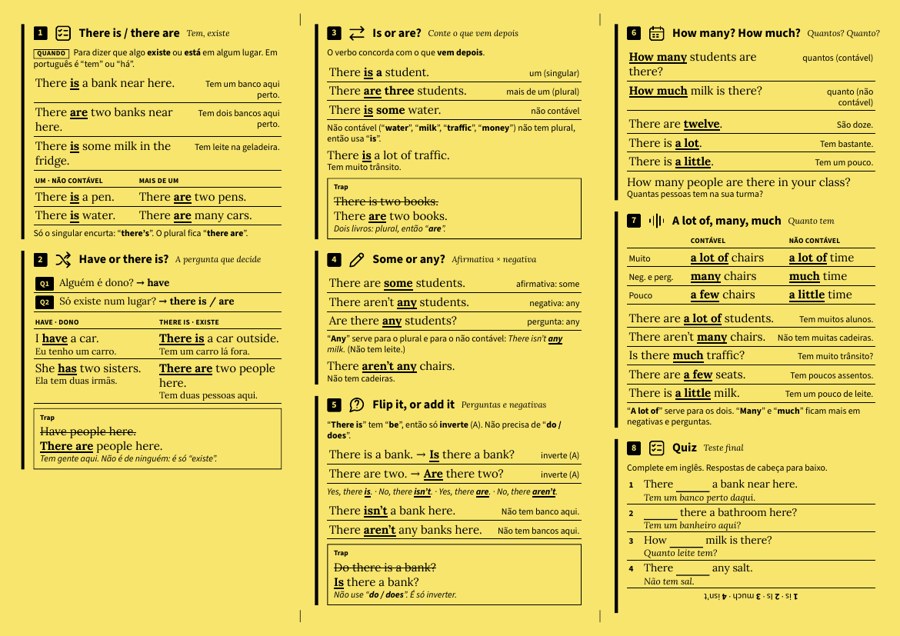 1 There is / there are Tem, existe
QUANDO Para dizer que algo existe ou está em algum lugar. Em
português é “tem” ou “há”.
There is a bank near here. Tem um banco aqui
perto.
There are two banks near Tem dois bancos aqui
here. perto.
There is some milk in the Tem leite na geladeira.
fridge.
UM · NÃO CONTÁVEL MAIS DE UM
There is a pen. There are two pens.
There is water. There are many cars.
Só o singular encurta: “there’s”. O plural fica “there are”.
2 Have or there is? A pergunta que decide
Q1 Alguém é dono? → have
Q2 Só existe num lugar? → there is / are
HAVE · DONO THERE IS · EXISTE
I have a car. There is a car outside.
Eu tenho um carro. Tem um carro lá fora.
She has two sisters. There are two people
Ela tem duas irmãs. here.
Tem duas pessoas aqui.
Trap
Have people here.
There are people here.
Tem gente aqui. Não é de ninguém: é só “existe”.
3 Is or are? Conte o que vem depois
O verbo concorda com o que vem depois.
There is a student. um (singular)
There are three students. mais de um (plural)
There is some water. não contável
Não contável (“water”, “milk”, “traffic”, “money”) não tem plural,
então usa “is”.
There is a lot of traffic.
Tem muito trânsito.
Trap
There is two books.
There are two books.
Dois livros: plural, então “are”.
4 Some or any? Afirmativa × negativa
There are some students. afirmativa: some
There aren’t any students. negativa: any
Are there any students? pergunta: any
“Any” serve para o plural e para o não contável: There isn’t any
milk. (Não tem leite.)
There aren’t any chairs.
Não tem cadeiras.
5 Flip it, or add it Perguntas e negativas
“There is” tem “be”, então só inverte (A). Não precisa de “do /
does”.
There is a bank. → Is there a bank? inverte (A)
There are two. → Are there two? inverte (A)
Yes, there is. · No, there isn’t. · Yes, there are. · No, there aren’t.
There isn’t a bank here. Não tem banco aqui.
There aren’t any banks here. Não tem bancos aqui.
Trap
Do there is a bank?
Is there a bank?
Não use “do / does”. É só inverter.
6 How many? How much? Quantos? Quanto?
How many students are quantos (contável)
there?
How much milk is there? quanto (não
contável)
There are twelve. São doze.
There is a lot. Tem bastante.
There is a little. Tem um pouco.
How many people are there in your class?
Quantas pessoas tem na sua turma?
7 A lot of, many, much Quanto tem
CONTÁVEL NÃO CONTÁVEL
Muito a lot of chairs a lot of time
Neg. e perg. many chairs much time
Pouco a few chairs a little time
There are a lot of students. Tem muitos alunos.
There aren’t many chairs. Não tem muitas cadeiras.
Is there much traffic? Tem muito trânsito?
There are a few seats. Tem poucos assentos.
There is a little milk. Tem um pouco de leite.
“A lot of” serve para os dois. “Many” e “much” ficam mais em
negativas e perguntas.
8 Quiz Teste final
Complete em inglês. Respostas de cabeça para baixo.
1 There ______ a bank near here.
Tem um banco perto daqui.
2 ______ there a bathroom here?
Tem um banheiro aqui?
3 How ______ milk is there?
Quanto leite tem?
4 There ______ any salt.
Não tem sal.
1 is · 2 Is · 3 much · 4 isn’t